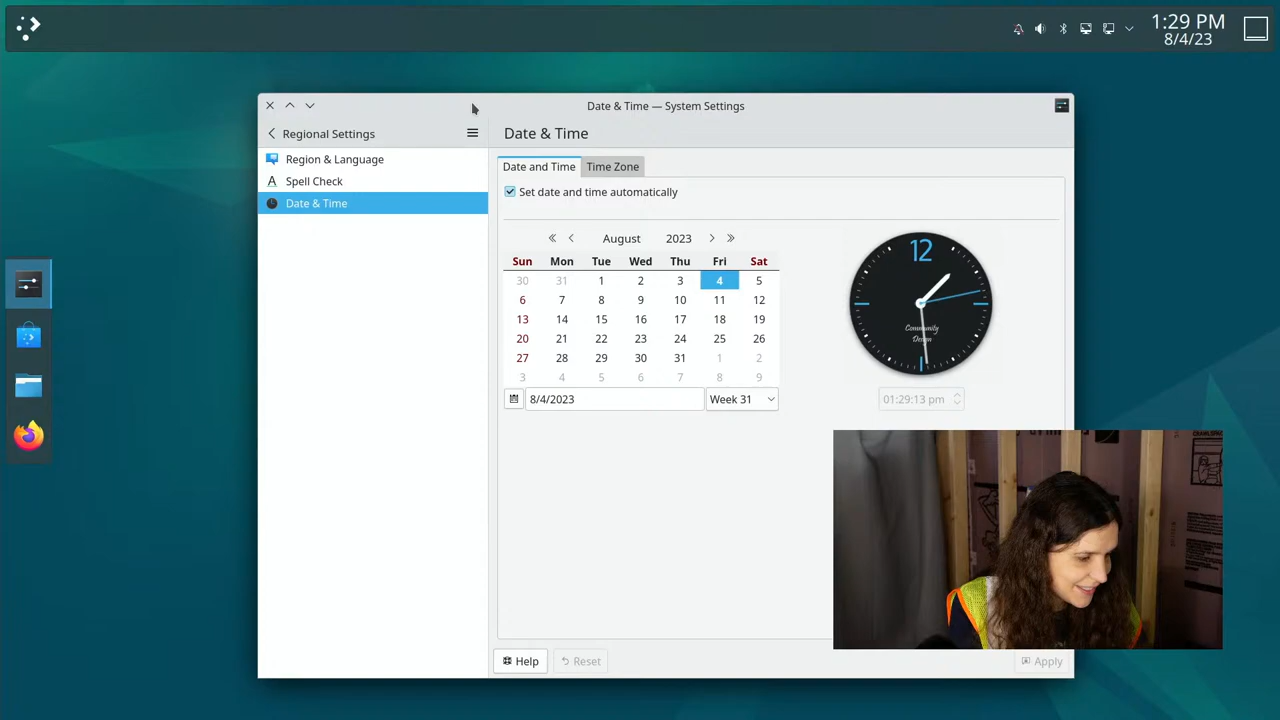 1:29 PM
8/4/23
Date & Time — System Settings
Regional Settings
Date & Time
Region & Language
Spell Check
Date & Time
Date and Time
Time Zone
Set date and time automatically
August 2023
Sun Mon Tue Wed Thu Fri Sat
30 31 1 2 3 4 5
6 7 8 9 10 11 12
13 14 15 16 17 18 19
20 21 22 23 24 25 26
27 28 29 30 31 1 2
3 4 5 6 7 8 9
8/4/2023
Week 31
12
Community
Design
01:29:13 pm
CRAWLSPACE
Help
Reset
Apply